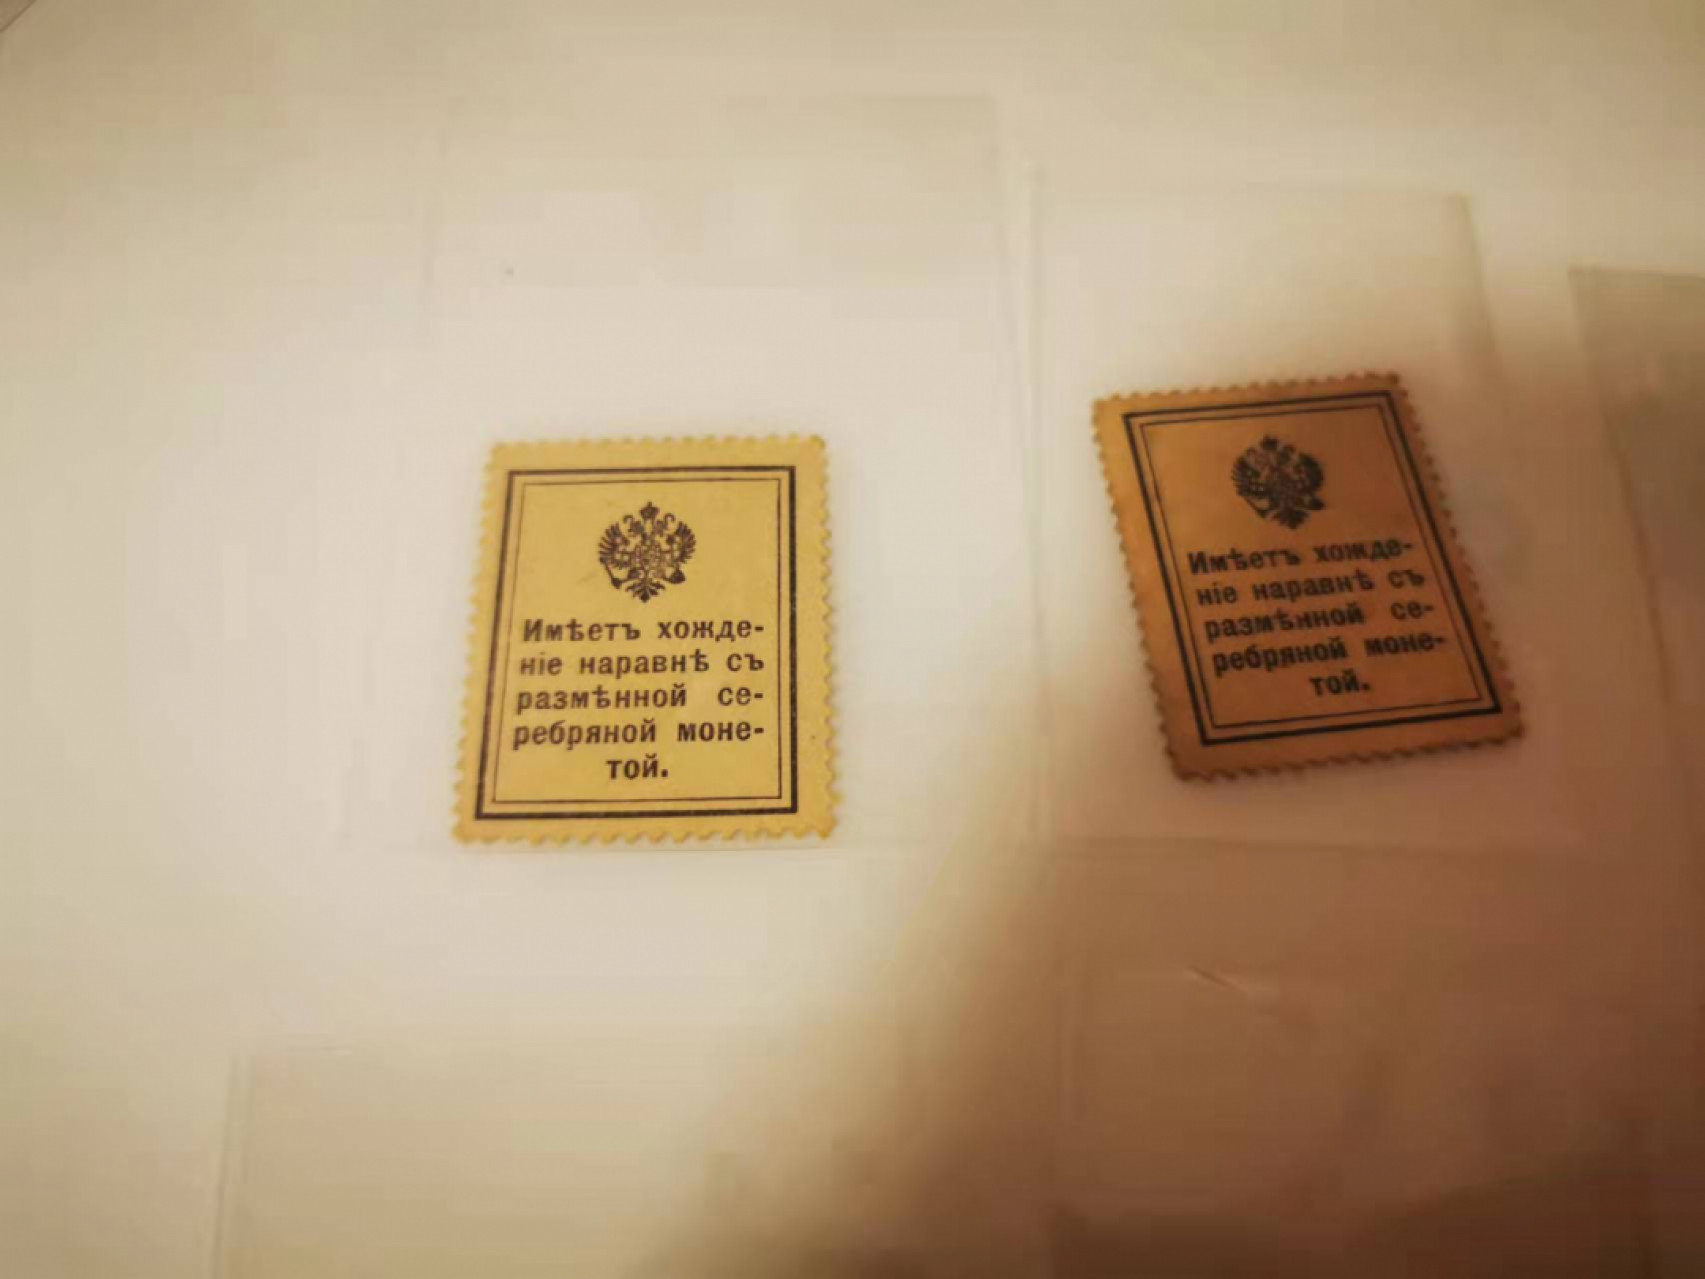 Имѣетъ хожде-
ніе наравнѣ съ
размѣнной се-
ребряной моне-
той.
Имѣетъ хожде-
ніе наравнѣ съ
размѣнной се-
ребряной моне-
той.